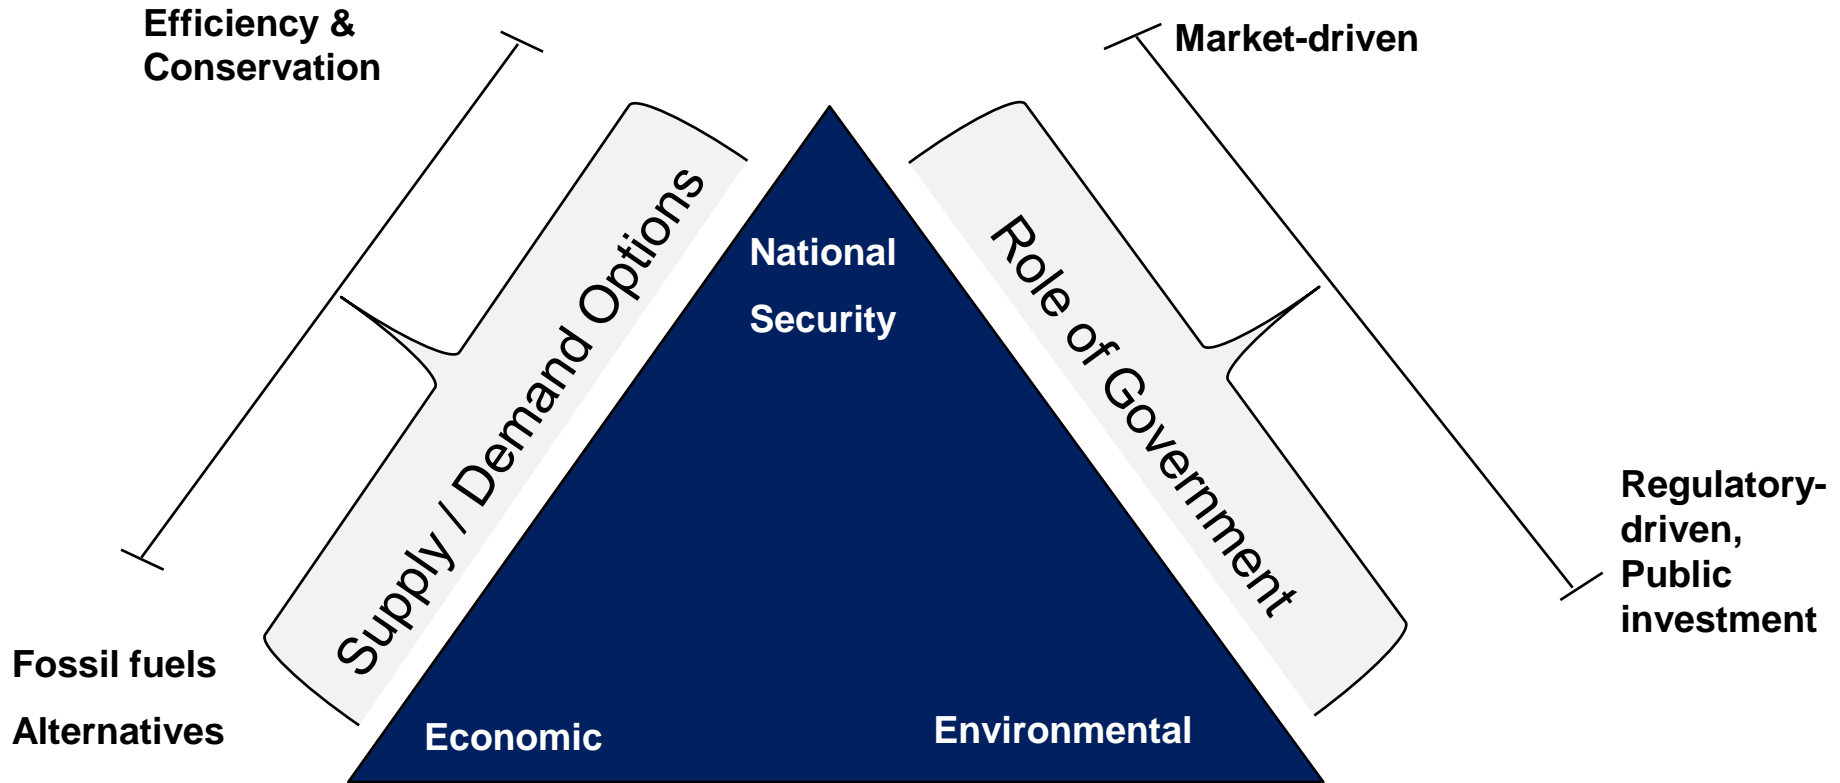 Efficiency &
Conservation
Market-driven
Supply / Demand Options
Role of Government
National
Security
Regulatory-
driven,
Public
investment
Fossil fuels
Alternatives
Economic
Environmental